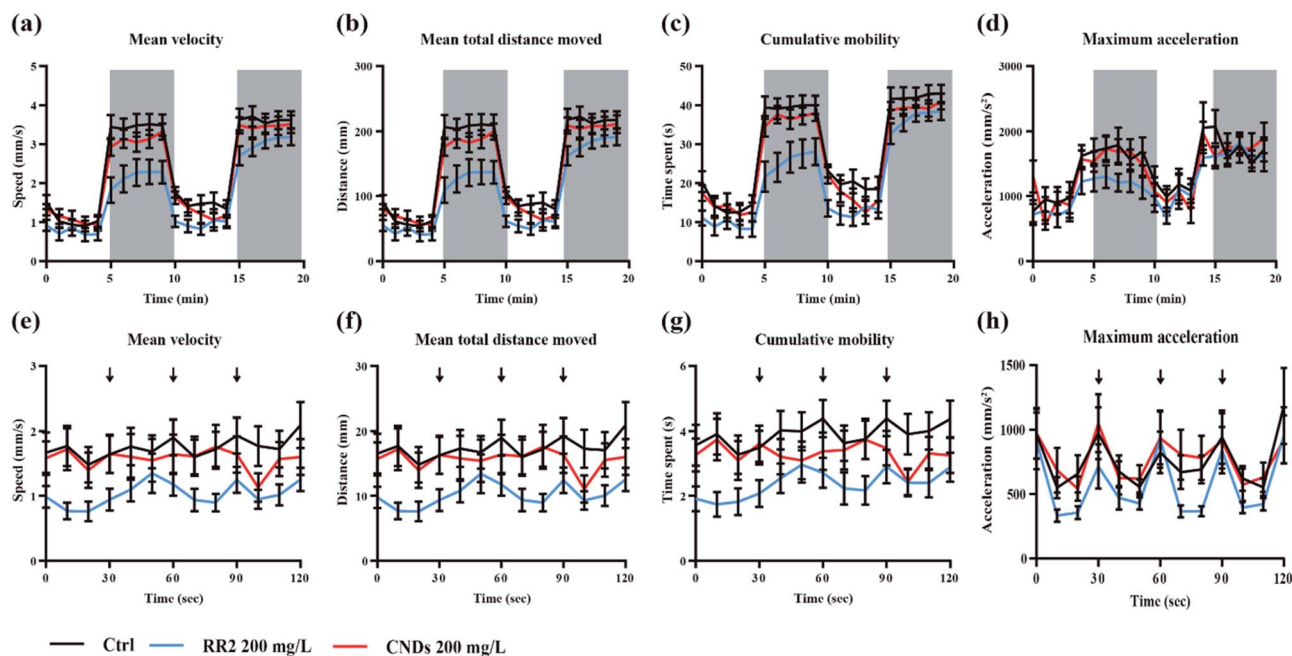 (a) (b) (c) (d)
Mean velocity Mean total distance moved Cumulative mobility Maximum acceleration
Speed (mm/s)
5
4
3
2
1
0
0 5 10 15 20
Time (min)
Distance (mm)
300
200
100
0
0 5 10 15 20
Time (min)
Time spent (s)
50
40
30
20
10
0
0 5 10 15 20
Time (min)
Acceleration (mm/s²)
3000
2000
1000
0
0 5 10 15 20
Time (min)
(e) (f) (g) (h)
Mean velocity Mean total distance moved Cumulative mobility Maximum acceleration
Speed (mm/s)
3
2
1
0
0 30 60 90 120
Time (sec)
Distance (mm)
30
20
10
0
0 30 60 90 120
Time (sec)
Time spent (s)
6
4
2
0
0 30 60 90 120
Time (sec)
Acceleration (mm/s²)
1500
1000
500
0
0 30 60 90 120
Time (sec)
Ctrl RR2 200 mg/L CNDs 200 mg/L